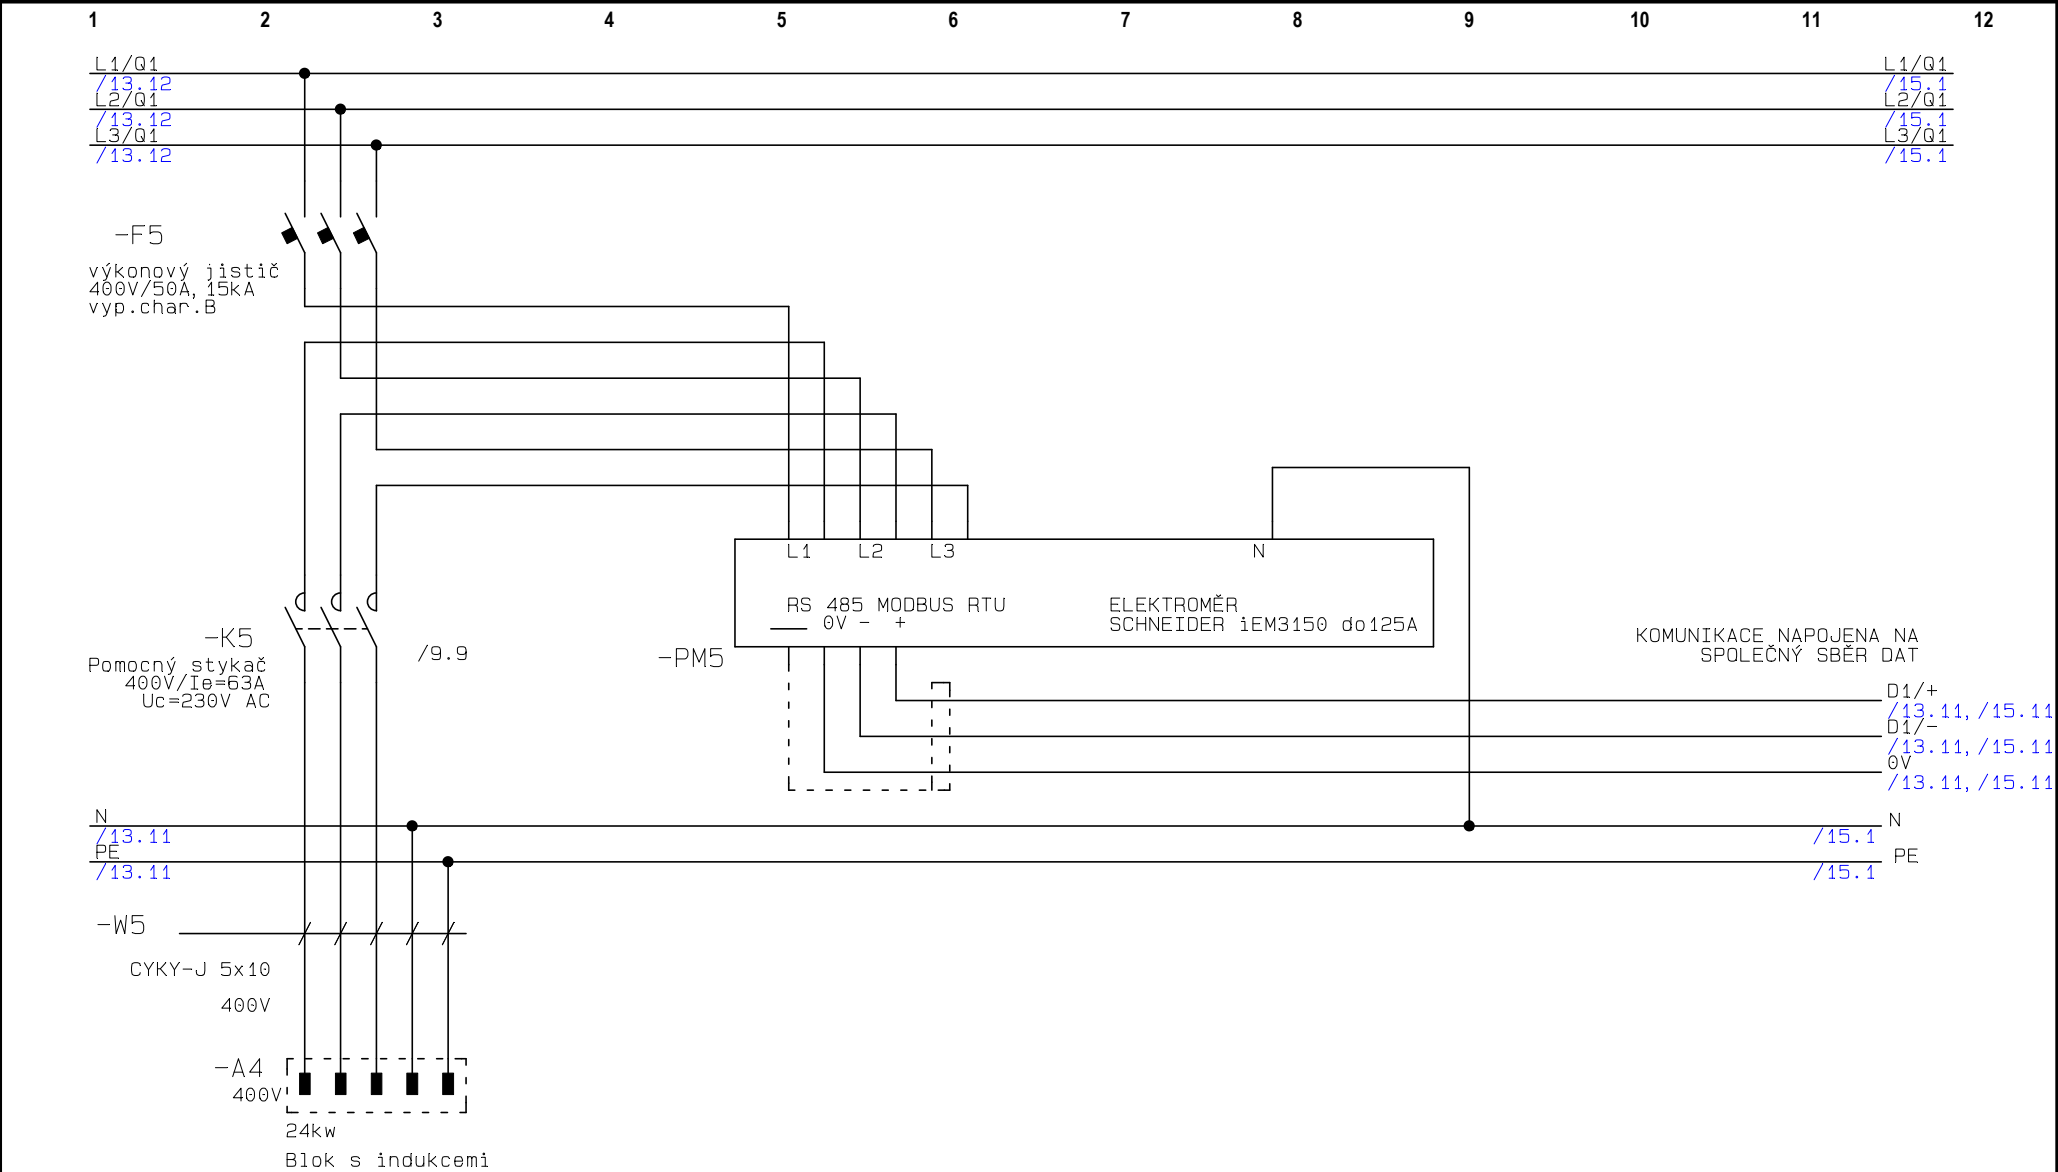 1 2 3 4 5 6 7 8 9 10 11 12
L1/Q1 L1/Q1
/13.12 /15.1
L2/Q1 L2/Q1
/13.12 /15.1
L3/Q1 L3/Q1
/13.12 /15.1
-F5
výkonový jistič
400V/50A, 15kA
vyp.char.B
L1 L2 L3 N
RS 485 MODBUS RTU ELEKTROMĚR
0V - + SCHNEIDER iEM3150 do125A
-K5
/9.9
-PM5
Pomocný stykač
400V/Ie=63A
Uc=230V AC
KOMUNIKACE NAPOJENA NA
SPOLEČNÝ SBĚR DAT
D1/+
/13.11, /15.11
D1/-
/13.11, /15.11
0V
/13.11, /15.11
N N
/13.11 /15.1
PE PE
/13.11 /15.1
-W5
CYKY-J 5x10
400V
-A4
400V
24kw
Blok s indukcemi